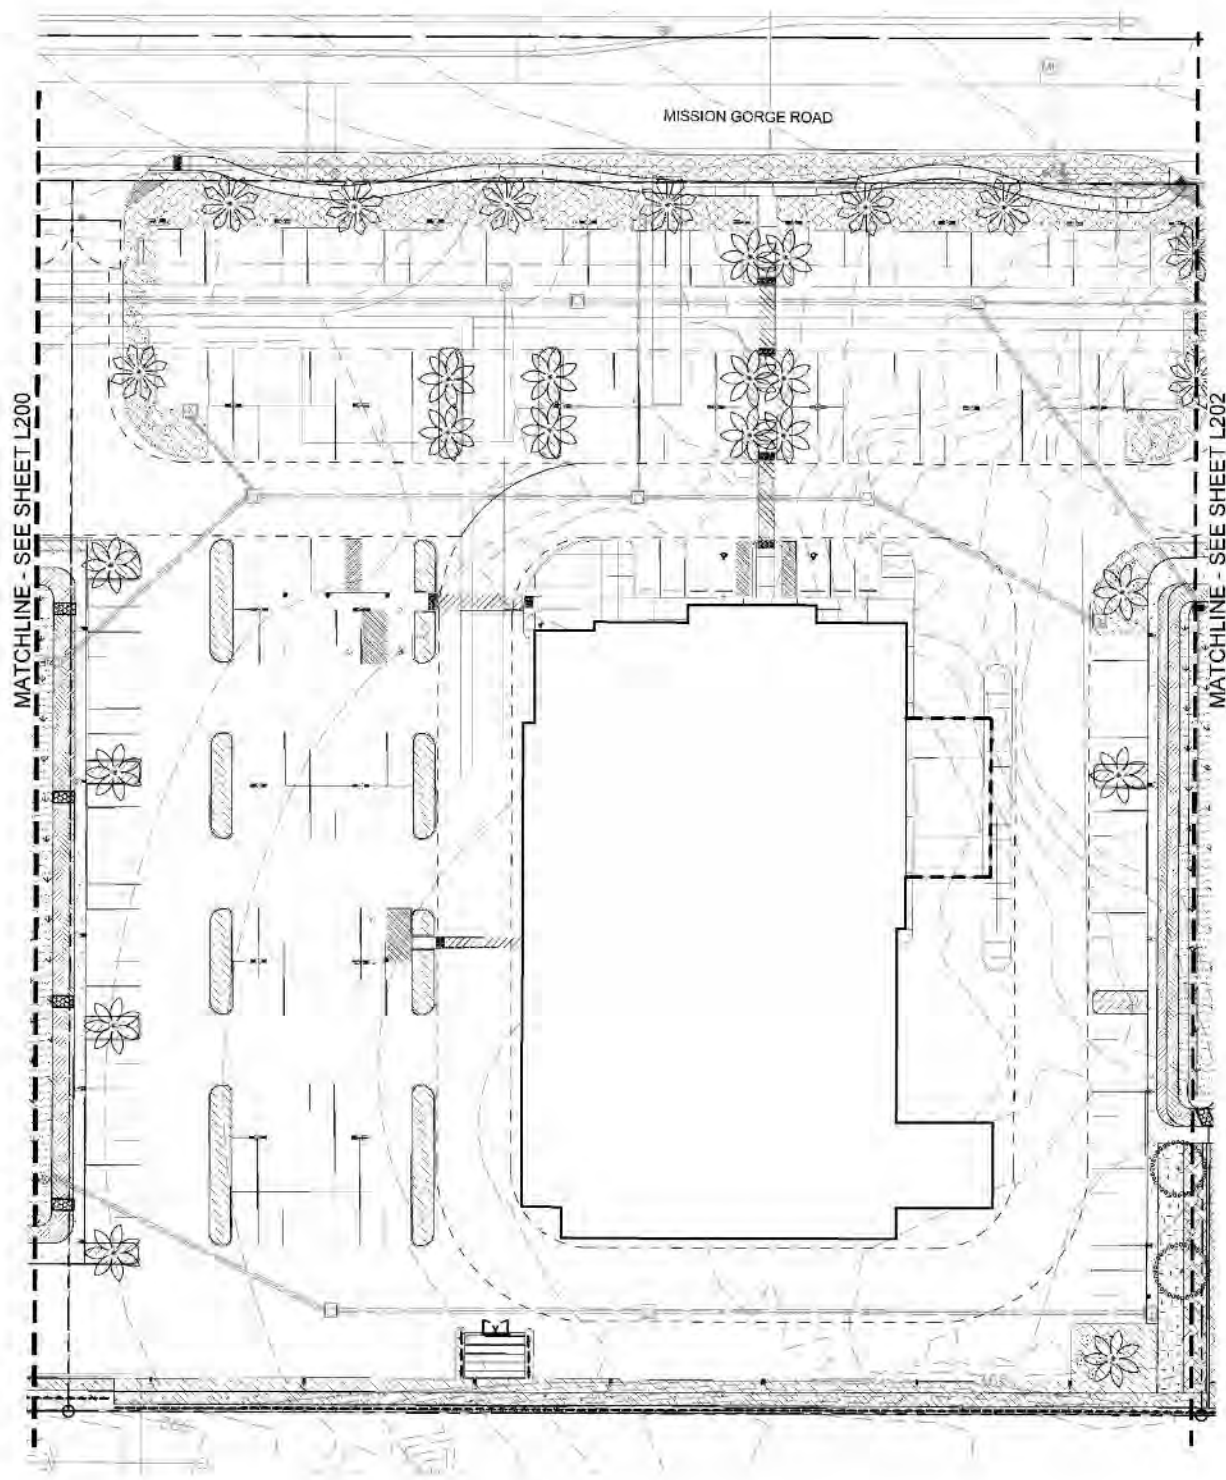 MISSION GORGE ROAD
MATCHLINE - SEE SHEET L200
MATCHLINE - SEE SHEET L202